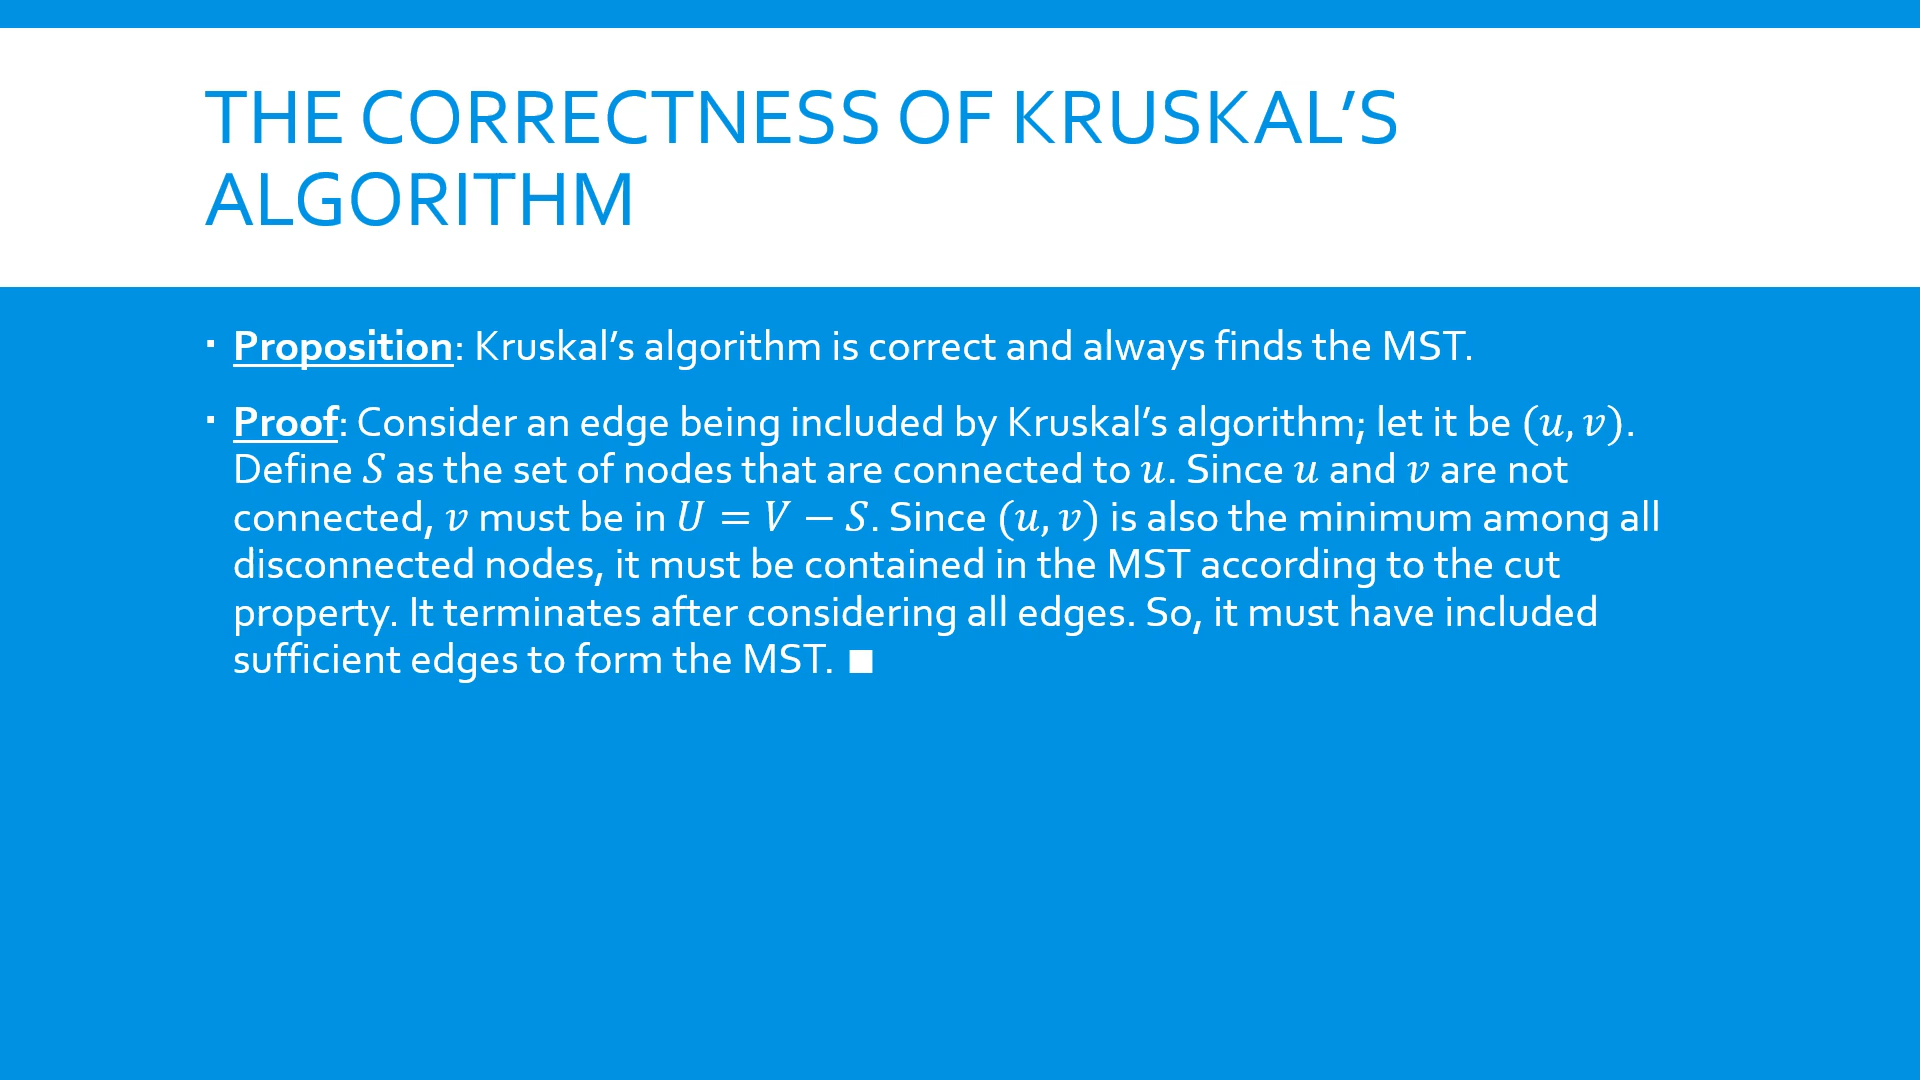 THE CORRECTNESS OF KRUSKAL’S
ALGORITHM
▪ Proposition: Kruskal’s algorithm is correct and always finds the MST.
▪ Proof: Consider an edge being included by Kruskal’s algorithm; let it be (𝑢, 𝑣).
Define 𝑆 as the set of nodes that are connected to 𝑢. Since 𝑢 and 𝑣 are not
connected, 𝑣 must be in 𝑈 = 𝑉 − 𝑆. Since (𝑢, 𝑣) is also the minimum among all
disconnected nodes, it must be contained in the MST according to the cut
property. It terminates after considering all edges. So, it must have included
sufficient edges to form the MST. ■